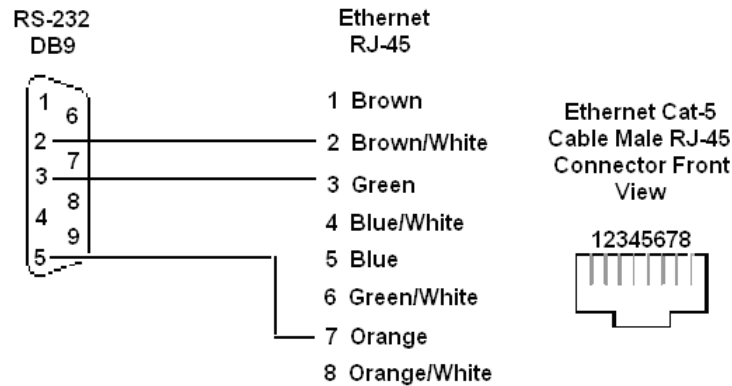 RS-232
DB9
Ethernet
RJ-45
1
6
2
7
3
8
4
9
5
1 Brown
2 Brown/White
3 Green
4 Blue/White
5 Blue
6 Green/White
7 Orange
8 Orange/White
Ethernet Cat-5
Cable Male RJ-45
Connector Front
View
12345678